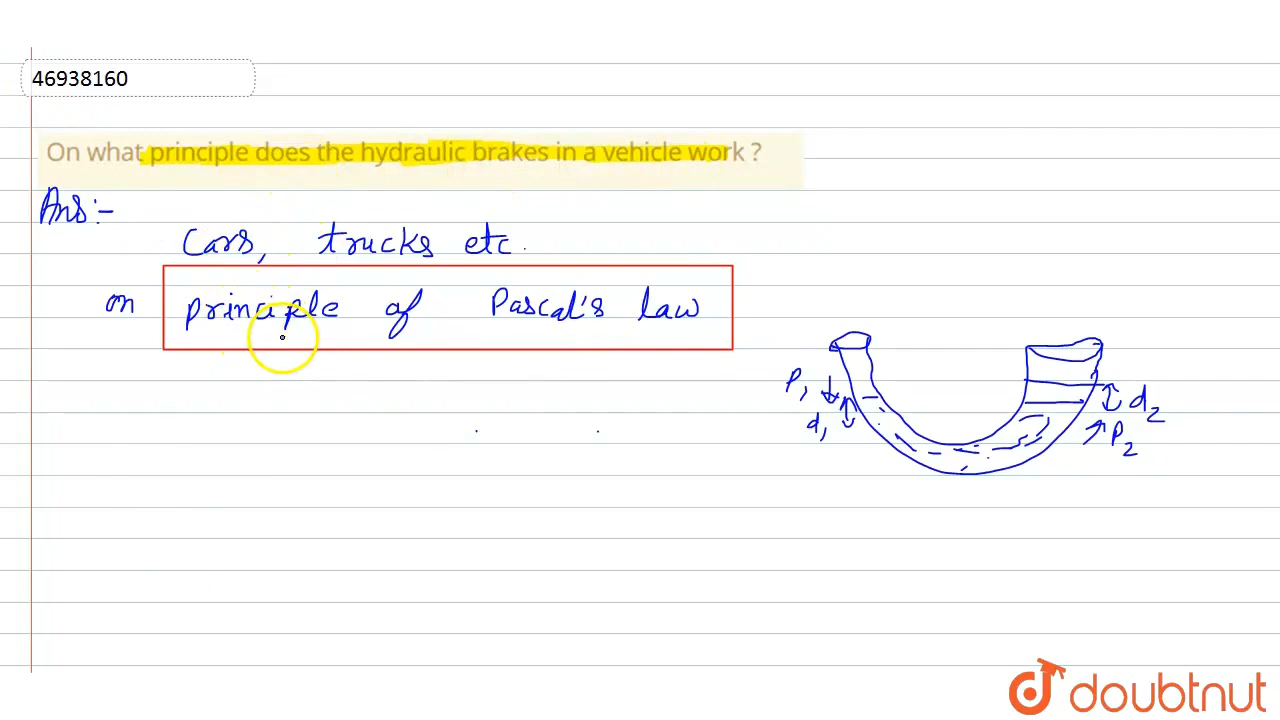 46938160
On what principle does the hydraulic brakes in a vehicle work ?
Ans:-
Cars, trucks etc.
on principle of Pascal's law
P1
d1
d2
P2
doubtnut